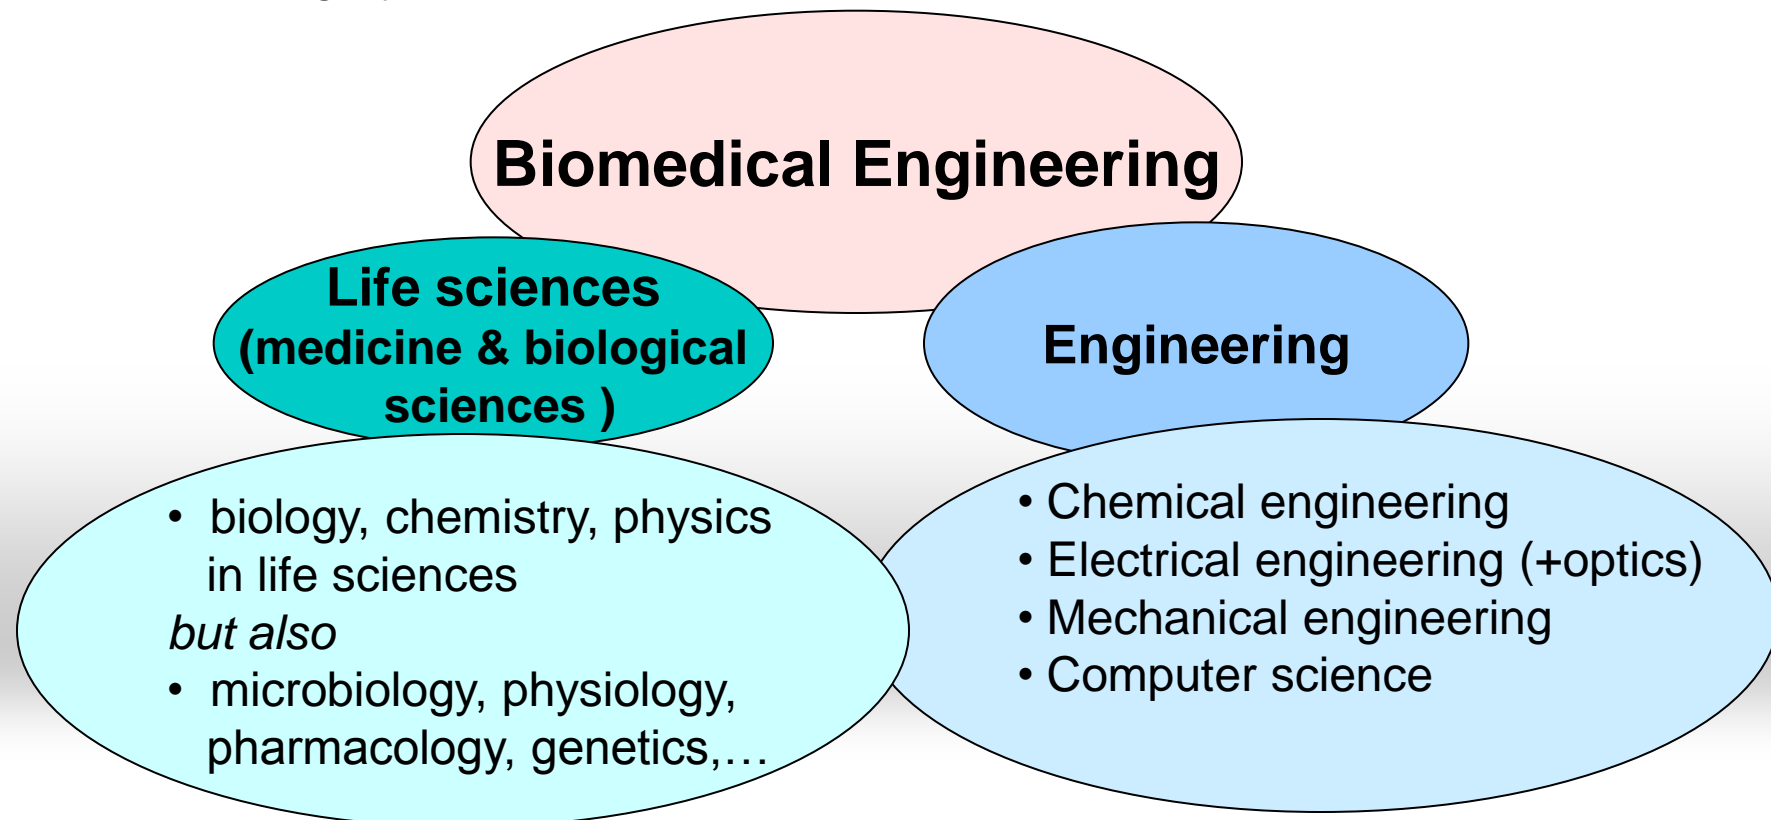 Biomedical Engineering
Life sciences
(medicine & biological
sciences )
Engineering
• biology, chemistry, physics
in life sciences
but also
• microbiology, physiology,
pharmacology, genetics,…
• Chemical engineering
• Electrical engineering (+optics)
• Mechanical engineering
• Computer science